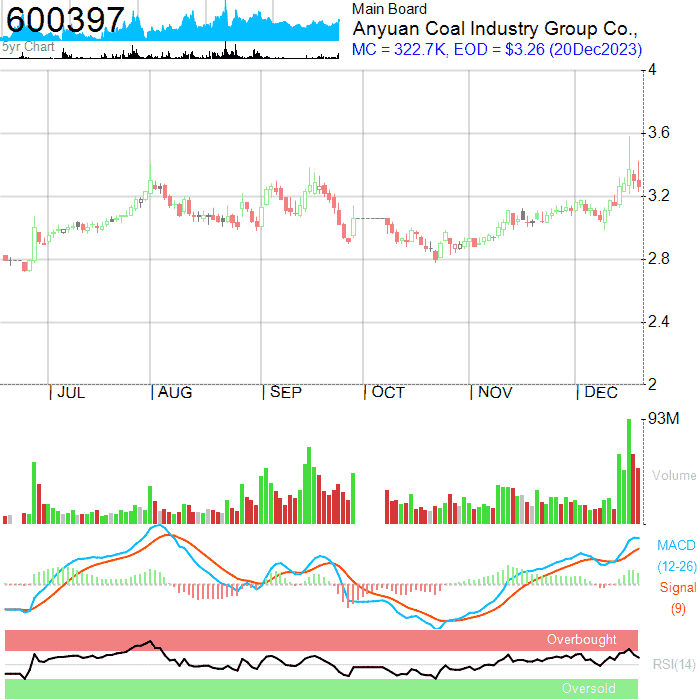 600397
5yr Chart
Main Board
Anyuan Coal Industry Group Co.,
MC = 322.7K, EOD = $3.26 (20Dec2023)
4
3.6
3.2
2.8
2.4
2
JUL
AUG
SEP
OCT
NOV
DEC
93M
Volume
MACD
(12-26)
Signal
(9)
Overbought
RSI(14)
Oversold